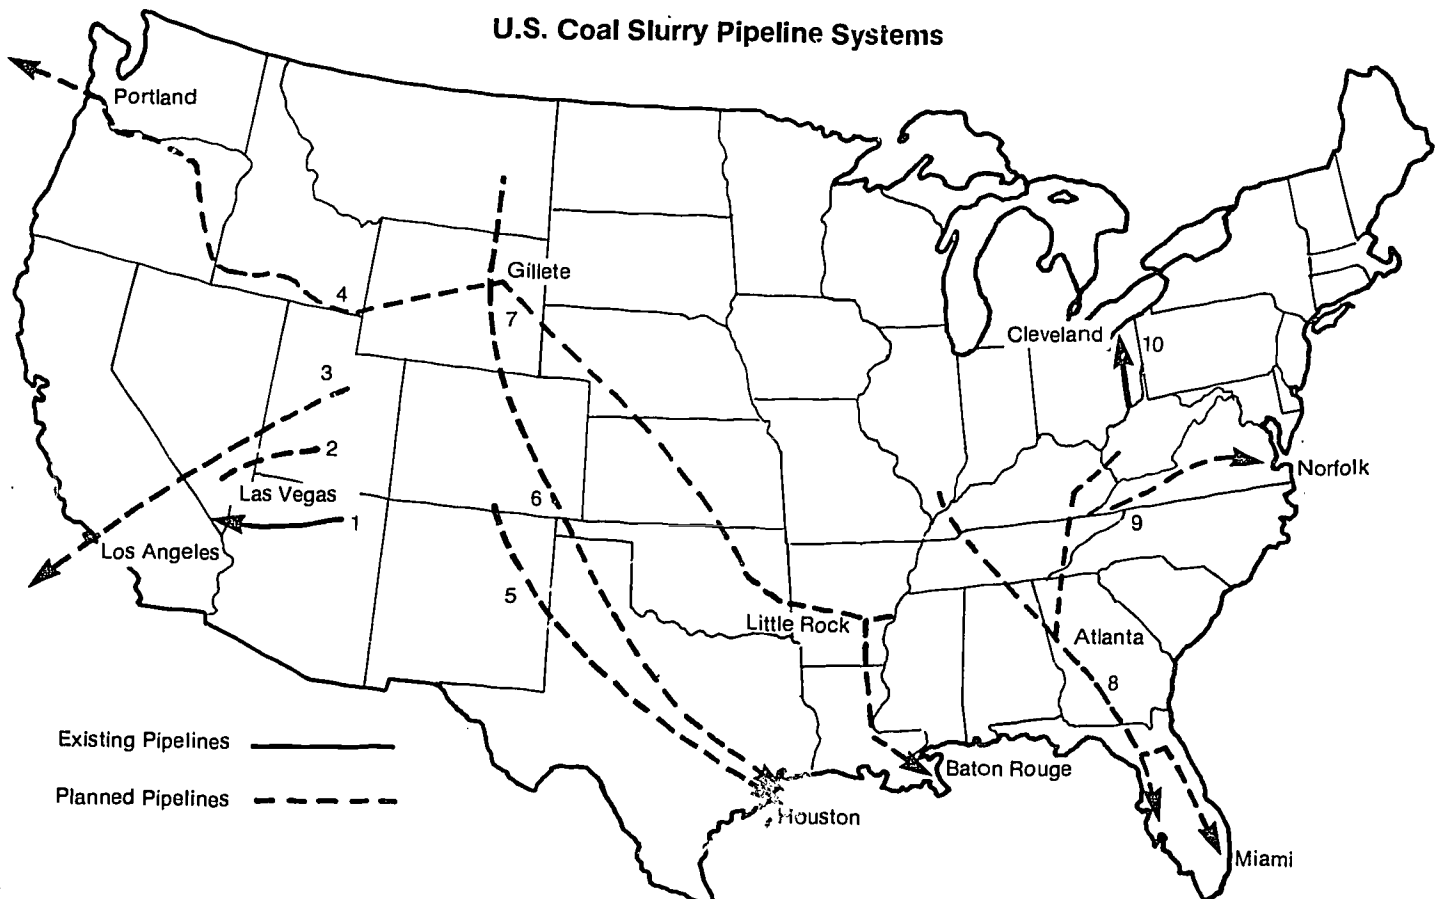 U.S. Coal Slurry Pipeline Systems
Portland
Gillete
4
7
Cleveland
10
3
2
Las Vegas
Norfolk
6
1
9
Los Angeles
5
Little Rock
Atlanta
8
Existing Pipelines
Baton Rouge
Planned Pipelines
Houston
Miami